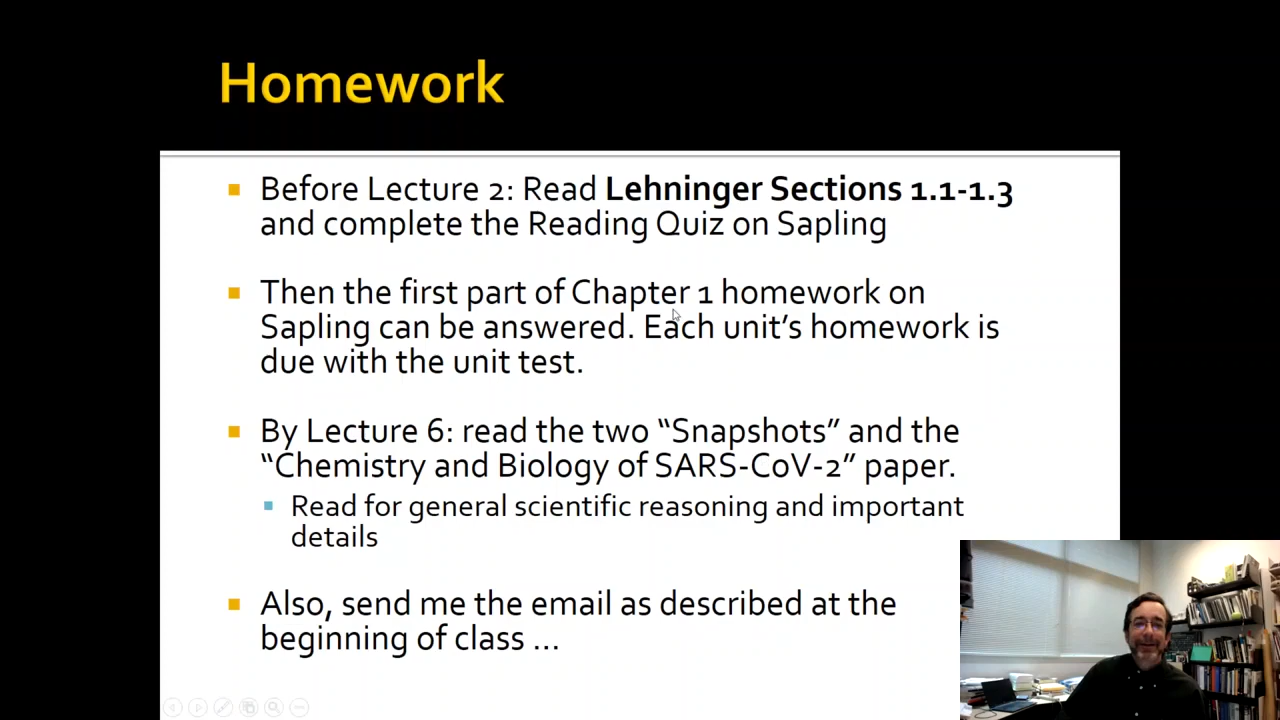 Homework
Before Lecture 2: Read Lehninger Sections 1.1-1.3
and complete the Reading Quiz on Sapling
Then the first part of Chapter 1 homework on
Sapling can be answered. Each unit’s homework is
due with the unit test.
By Lecture 6: read the two “Snapshots” and the
“Chemistry and Biology of SARS-CoV-2” paper.
Read for general scientific reasoning and important
details
Also, send me the email as described at the
beginning of class ...